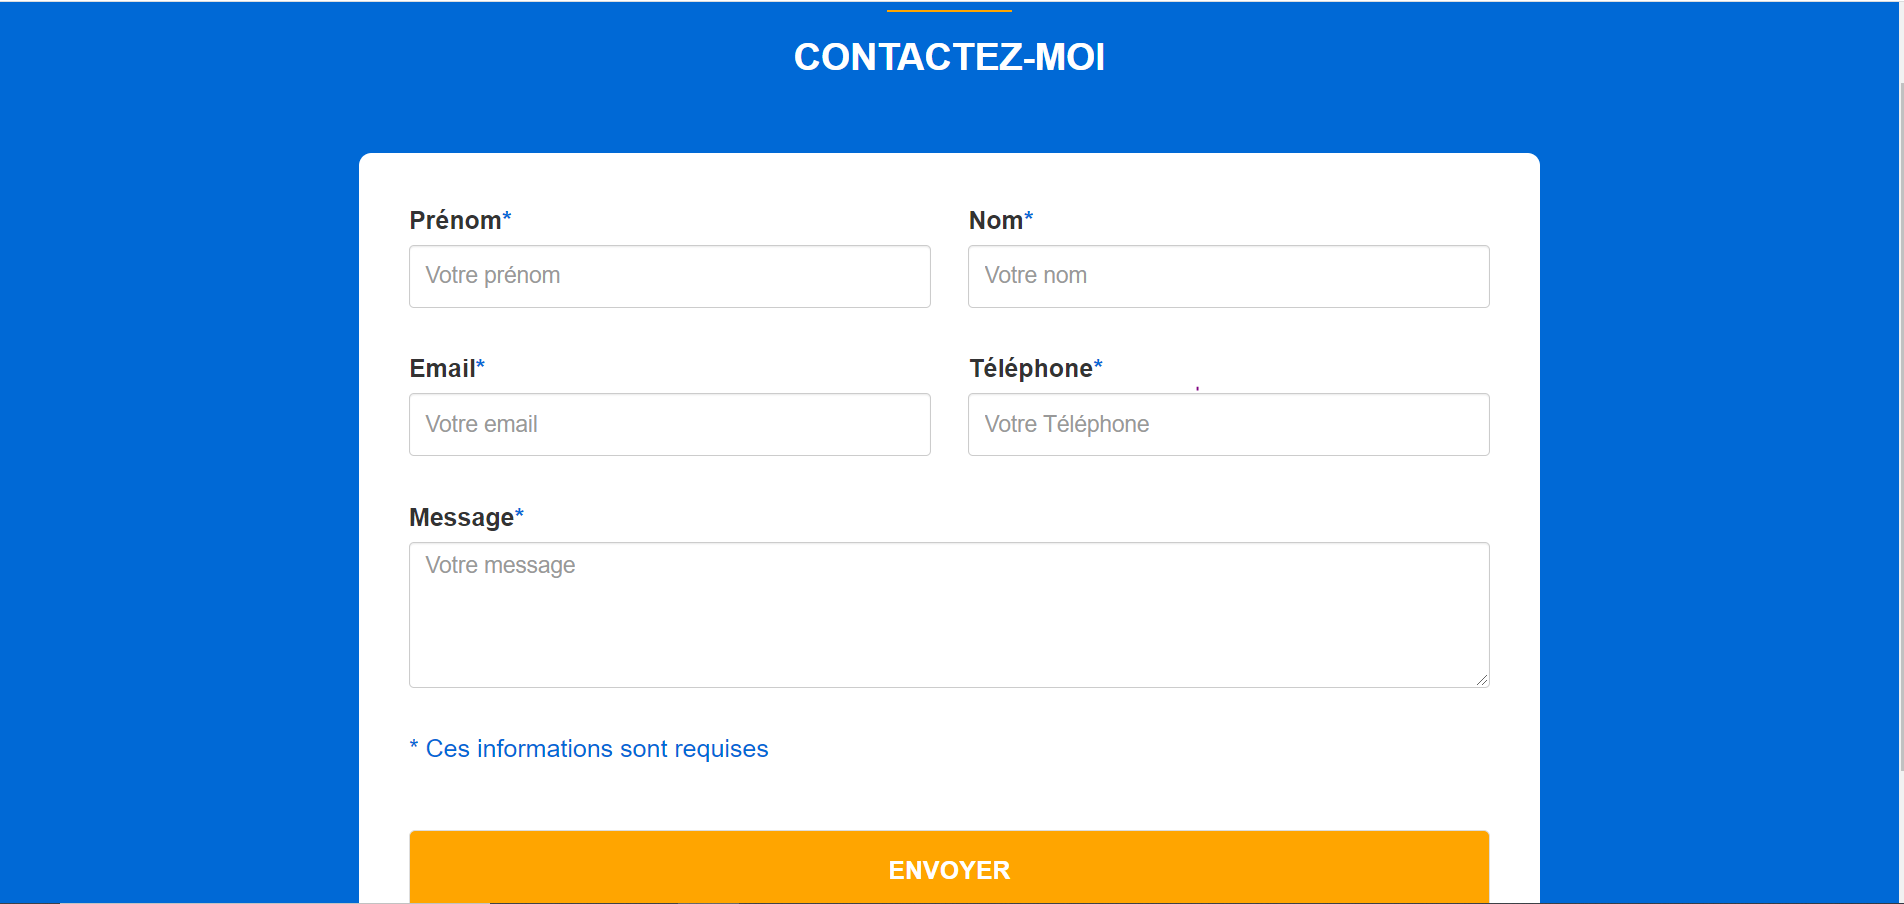 CONTACTEZ-MOI
Prénom*
Nom*
Votre prénom
Votre nom
Email*
Téléphone*
Votre email
Votre Téléphone
Message*
Votre message
* Ces informations sont requises
ENVOYER